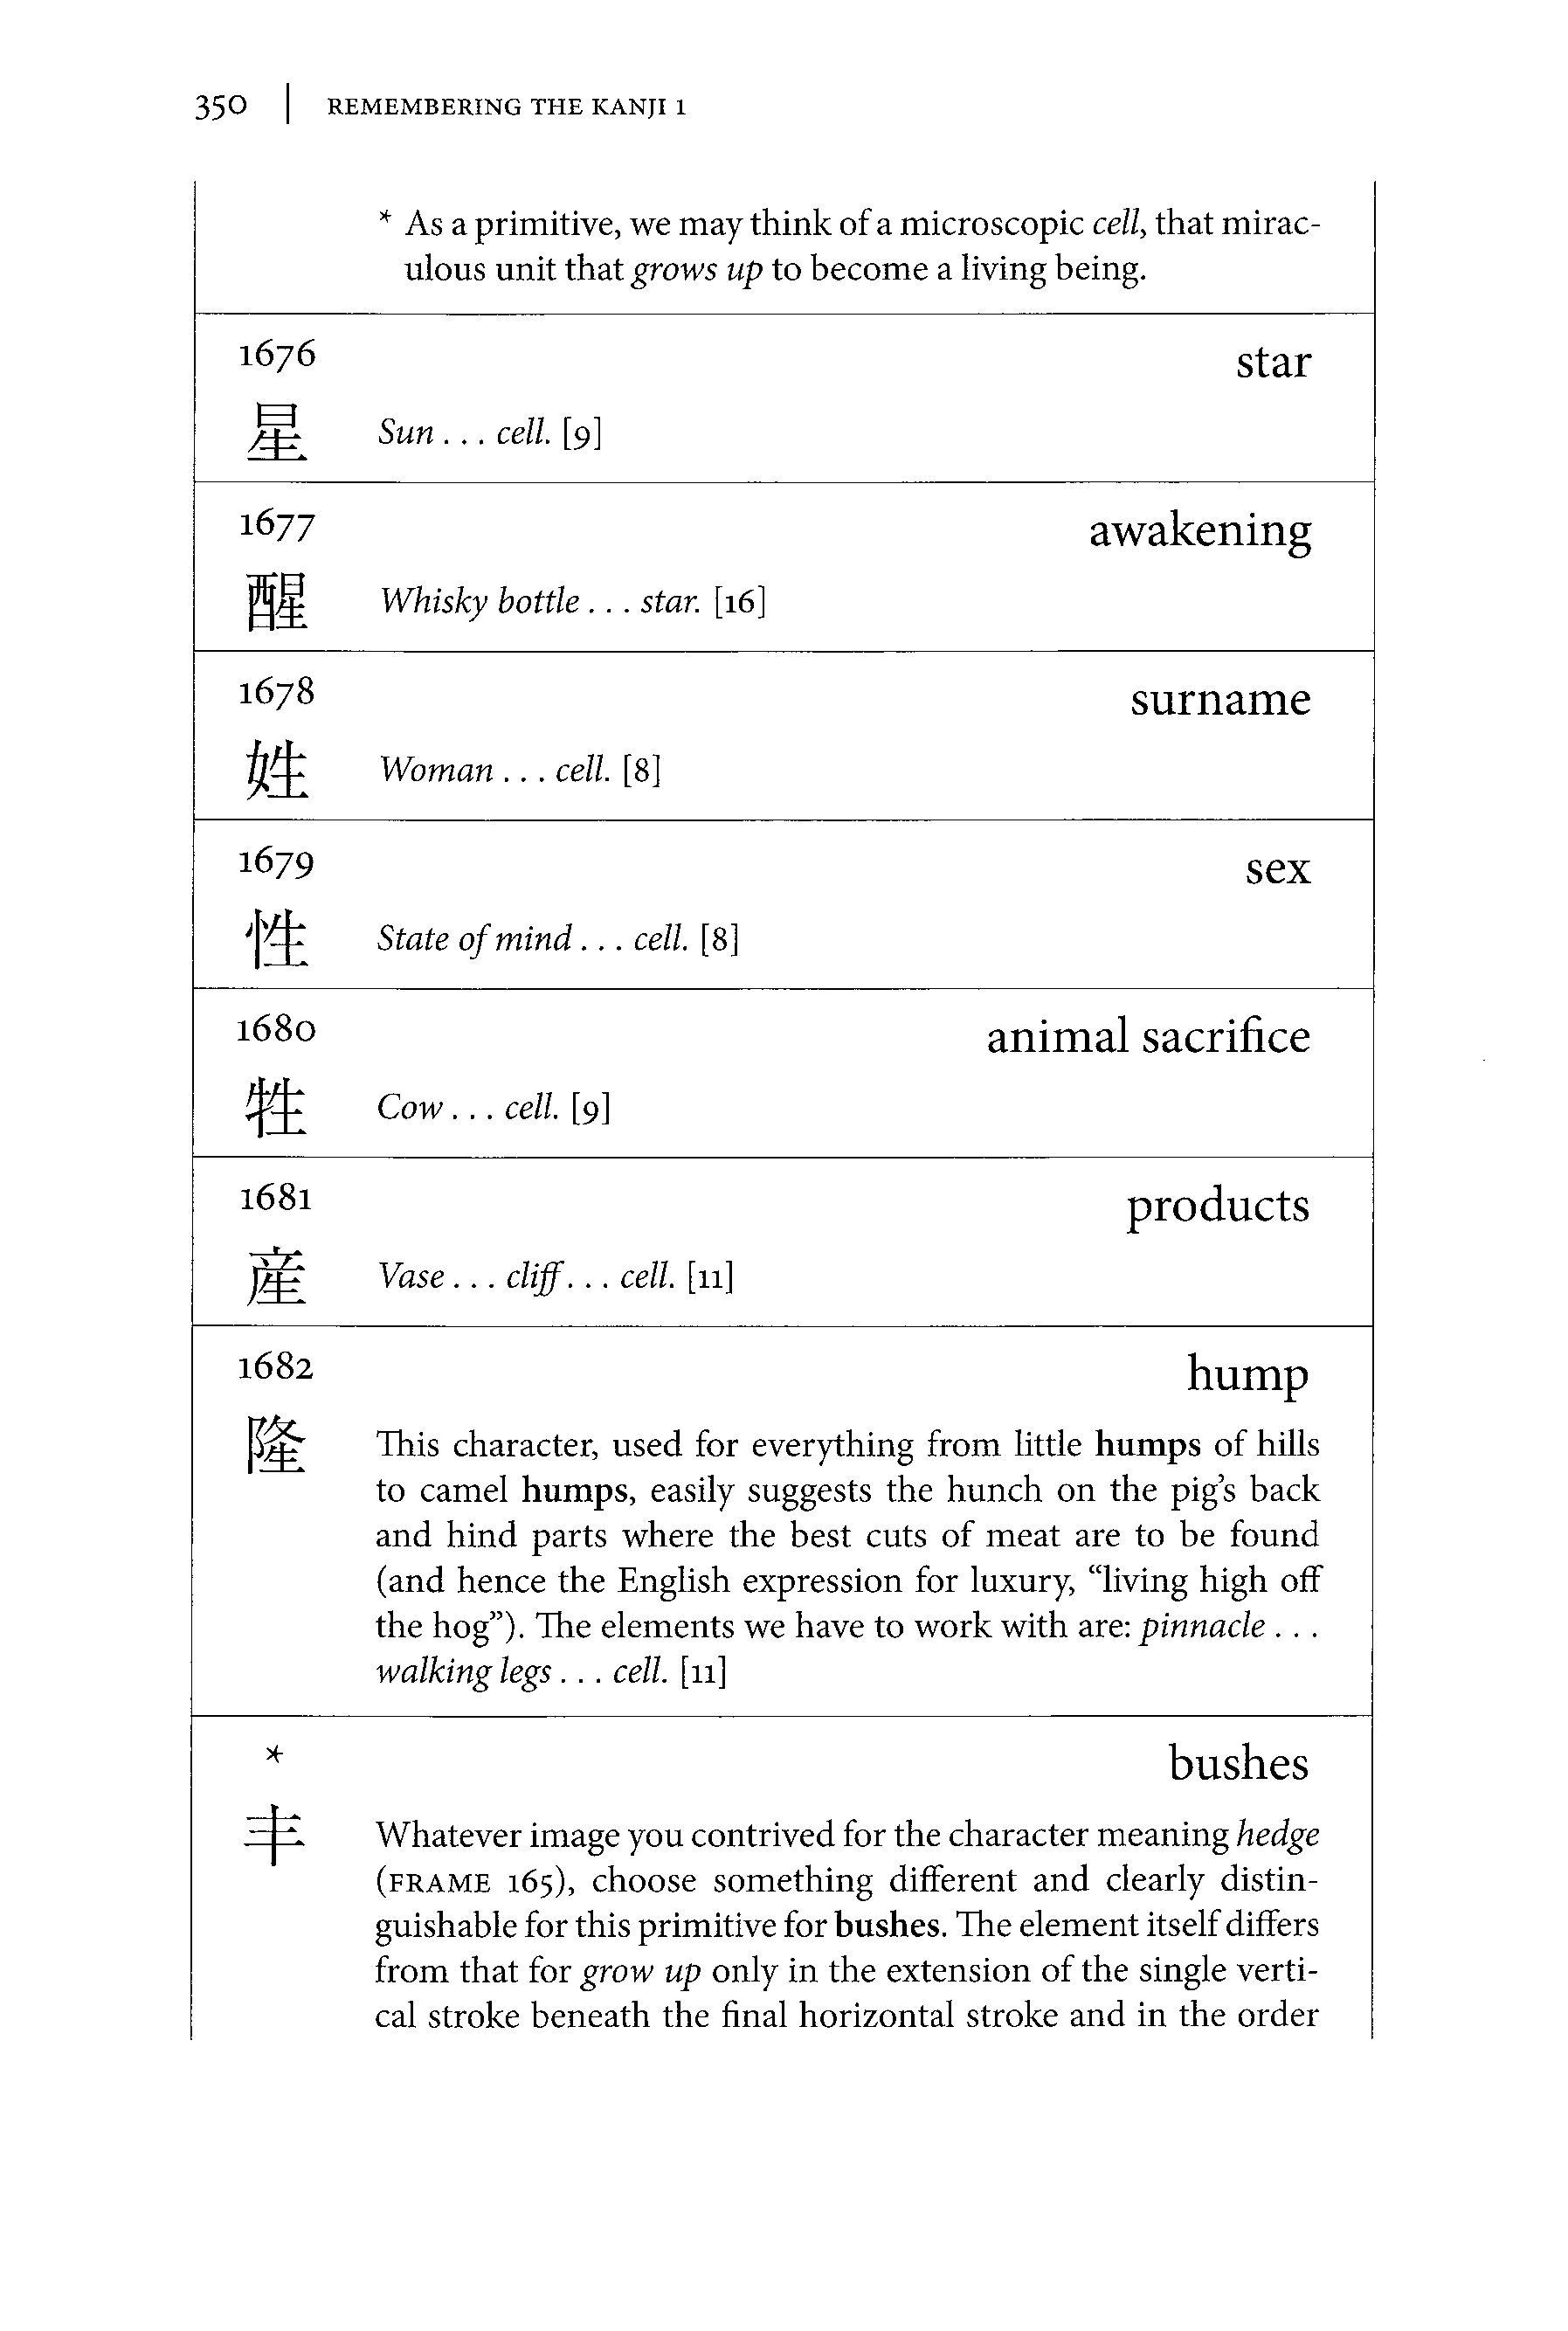 350 | REMEMBERING THE KANJI 1
* As a primitive, we may think of a microscopic cell, that mirac-
ulous unit that grows up to become a living being.
1676 star
星 Sun . . . cell. [9]
1677 awakening
醒 Whisky bottle . . . star. [16]
1678 surname
姓 Woman . . . cell. [8]
1679 sex
性 State of mind . . . cell. [8]
1680 animal sacrifice
牲 Cow . . . cell. [9]
1681 products
産 Vase . . . cliff . . . cell. [11]
1682 hump
隆 This character, used for everything from little humps of hills
to camel humps, easily suggests the hunch on the pig’s back
and hind parts where the best cuts of meat are to be found
(and hence the English expression for luxury, “living high off
the hog”). The elements we have to work with are: pinnacle . . .
walking legs . . . cell. [11]
* bushes
丰 Whatever image you contrived for the character meaning hedge
(FRAME 165), choose something different and clearly distin-
guishable for this primitive for bushes. The element itself differs
from that for grow up only in the extension of the single verti-
cal stroke beneath the final horizontal stroke and in the order